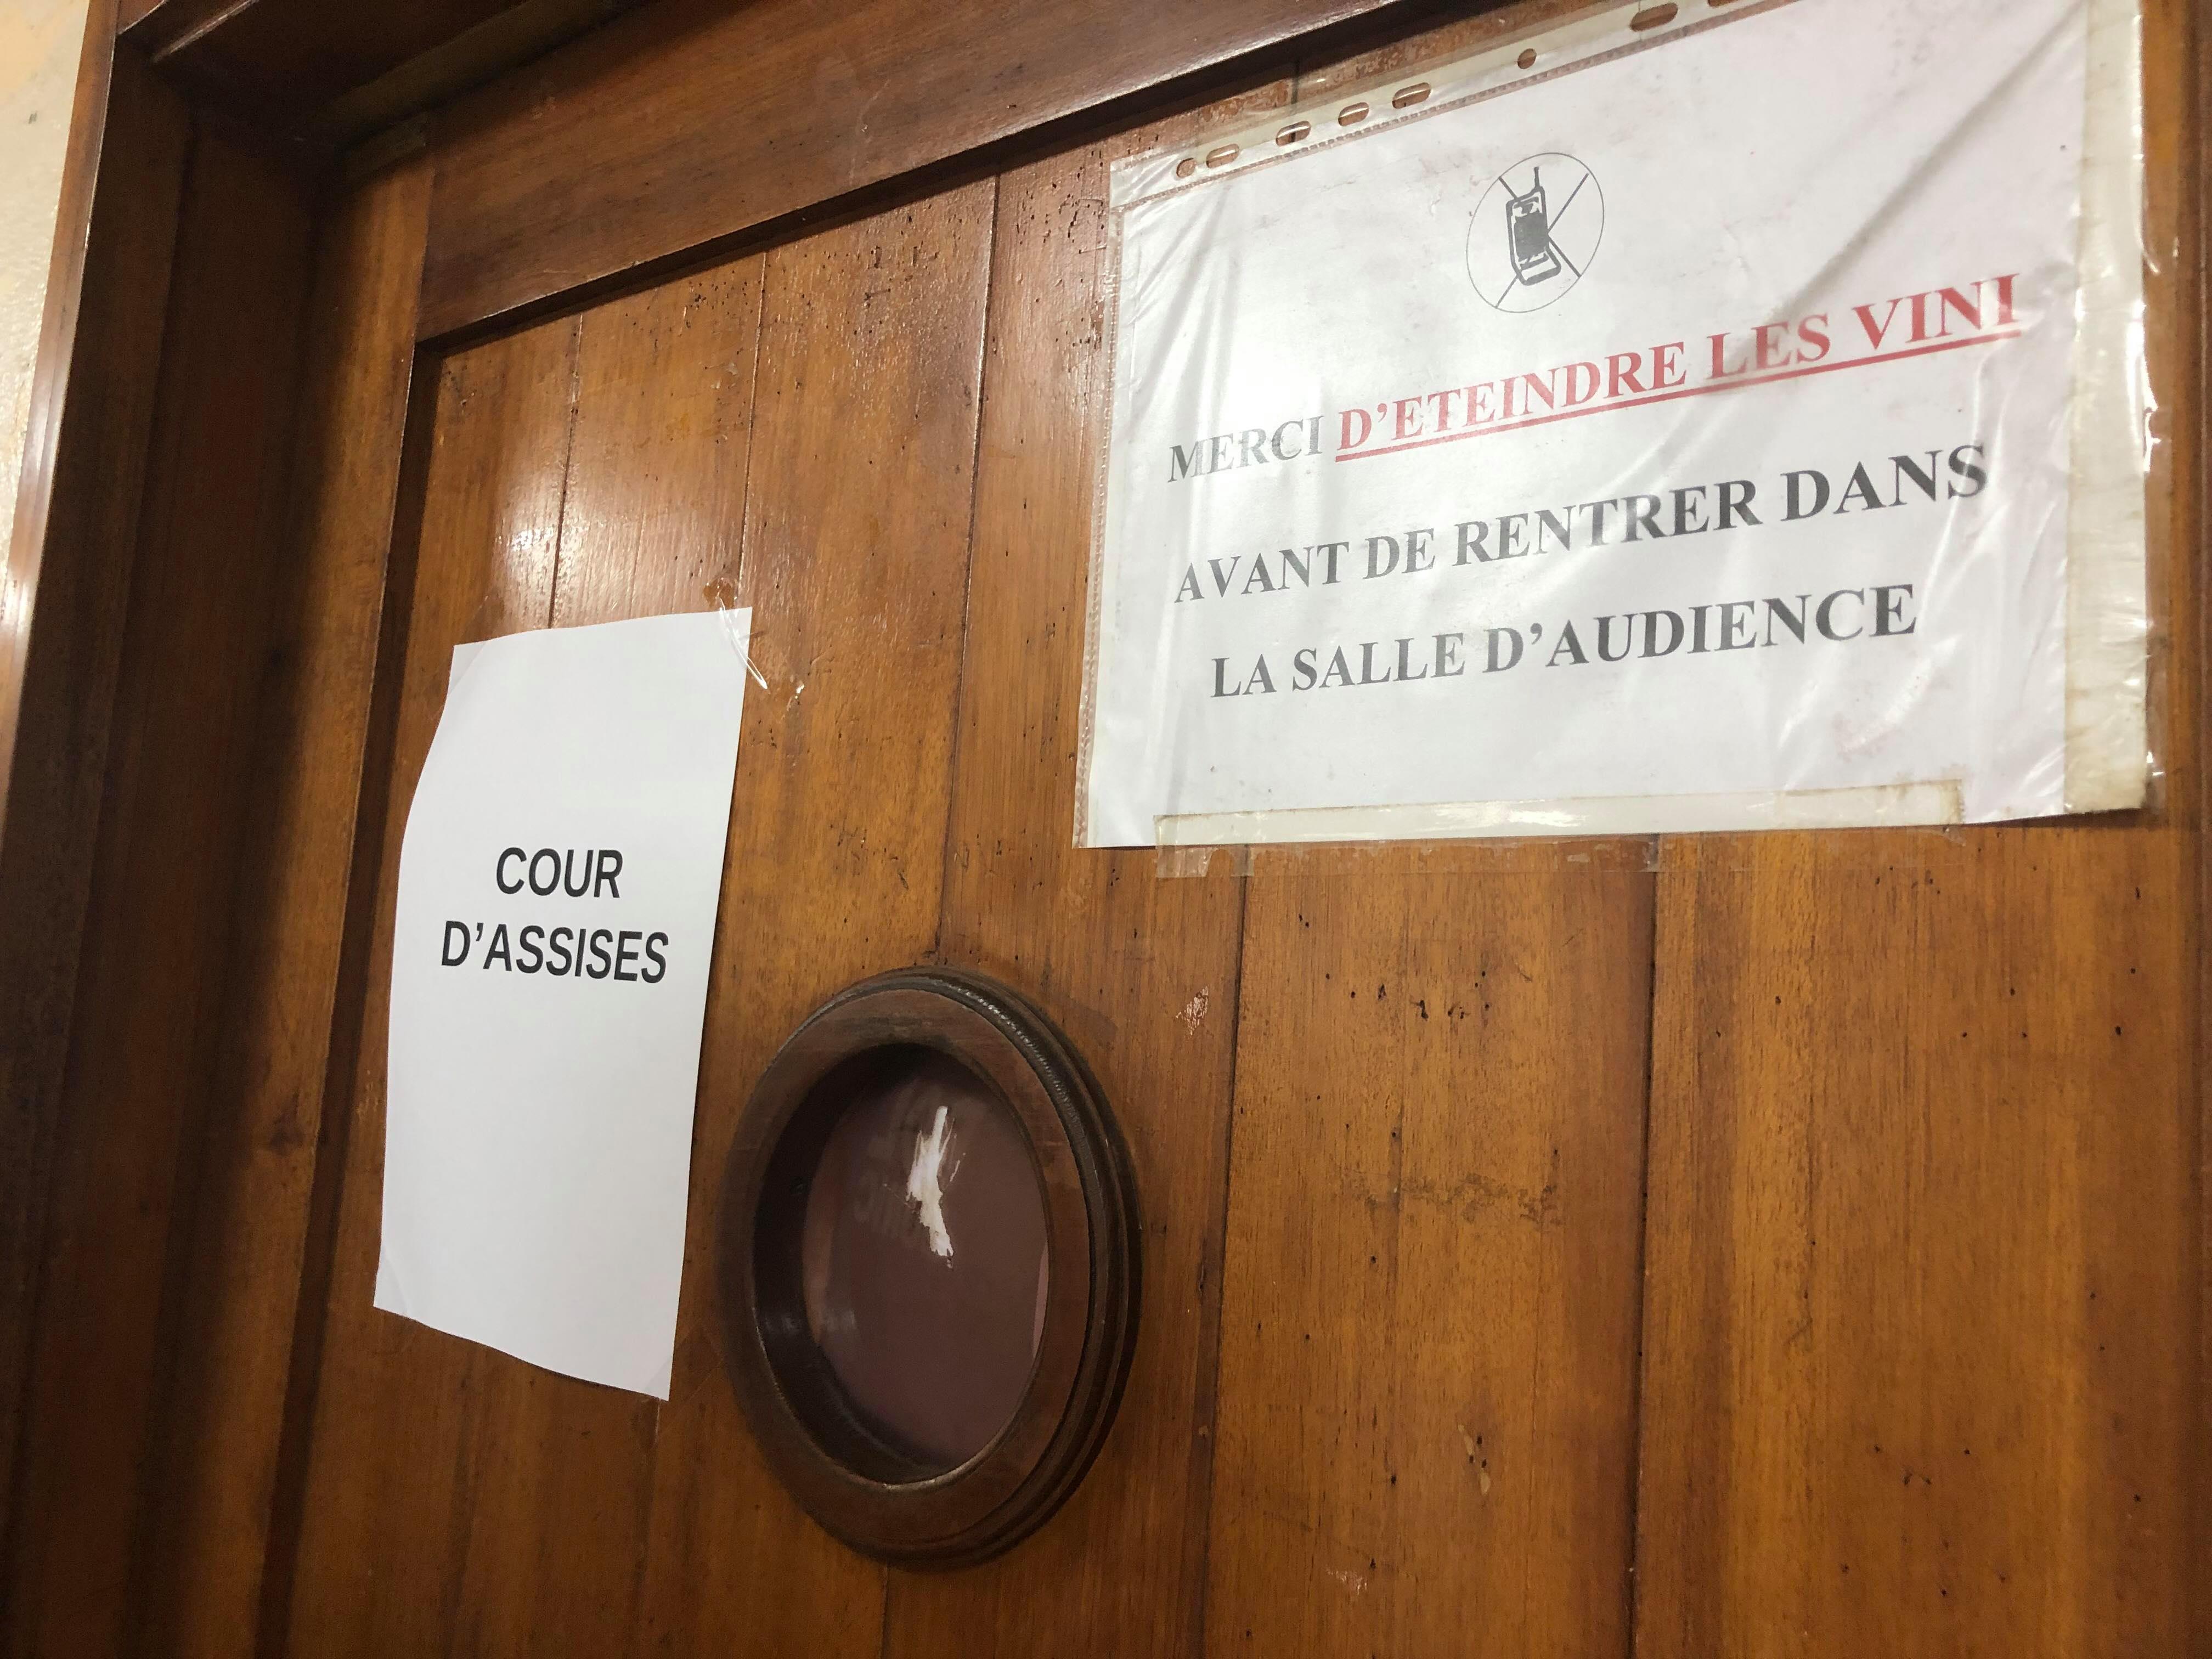 MERCI D'ETEINDRE LES VINI
AVANT DE RENTRER DANS
LA SALLE D'AUDIENCE
COUR
D'ASSISES